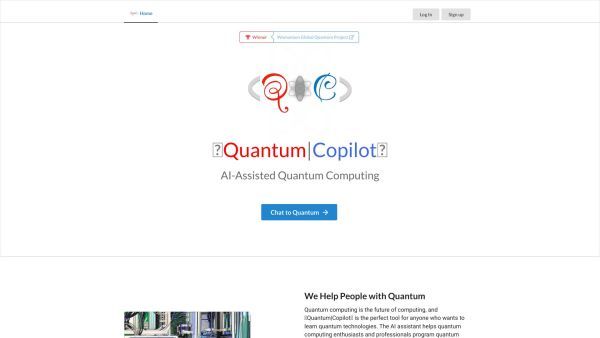 Home
Log In
Sign up
Winner
Womanium Global Quantum Project
Q C
Quantum|Copilot
AI-Assisted Quantum Computing
Chat to Quantum →
We Help People with Quantum
Quantum computing is the future of computing, and
▯Quantum|Copilot▯ is the perfect tool for anyone who wants to
learn quantum technologies. The AI assistant helps quantum
computing enthusiasts and professionals program quantum